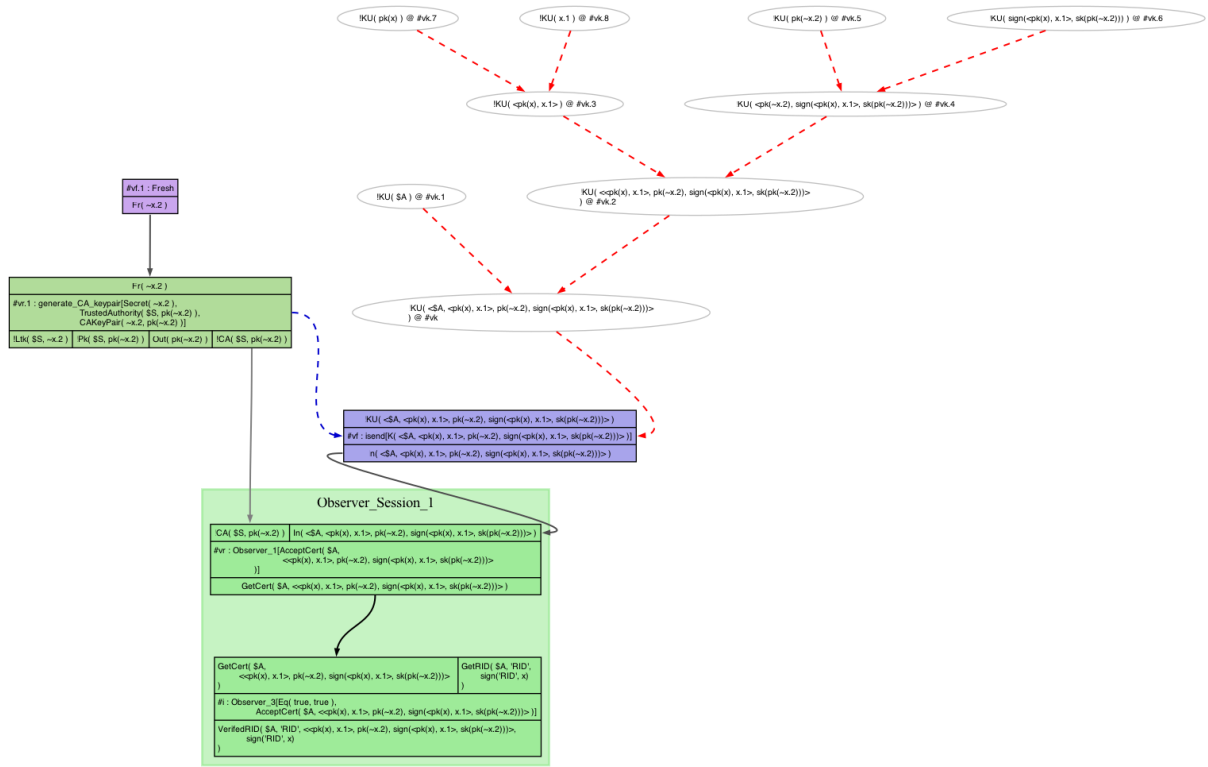 !KU( pk(x) ) @ #vk.7
!KU( x.1 ) @ #vk.8
!KU( pk(~x.2) ) @ #vk.5
!KU( sign(<pk(x), x.1>, sk(pk(~x.2))) ) @ #vk.6
!KU( <pk(x), x.1> ) @ #vk.3
!KU( <pk(~x.2), sign(<pk(x), x.1>, sk(pk(~x.2)))> ) @ #vk.4
#vf.1 : Fresh
Fr( ~x.2 )
!KU( $A ) @ #vk.1
!KU( <<pk(x), x.1>, pk(~x.2), sign(<pk(x), x.1>, sk(pk(~x.2)))>
) @ #vk.2
Fr( ~x.2 )
#vr.1 : generate_CA_keypair[Secret( ~x.2 ),
TrustedAuthority( $S, pk(~x.2) ),
CAKeyPair( ~x.2, pk(~x.2) )]
!Ltk( $S, ~x.2 )
!Pk( $S, pk(~x.2) )
Out( pk(~x.2) )
!CA( $S, pk(~x.2) )
!KU( <$A, <pk(x), x.1>, pk(~x.2), sign(<pk(x), x.1>, sk(pk(~x.2)))>
) @ #vk
!KU( <$A, <pk(x), x.1>, pk(~x.2), sign(<pk(x), x.1>, sk(pk(~x.2)))> )
#vf : isend[K( <$A, <pk(x), x.1>, pk(~x.2), sign(<pk(x), x.1>, sk(pk(~x.2)))> )]
In( <$A, <pk(x), x.1>, pk(~x.2), sign(<pk(x), x.1>, sk(pk(~x.2)))> )
Observer_Session_1
!CA( $S, pk(~x.2) )
In( <$A, <pk(x), x.1>, pk(~x.2), sign(<pk(x), x.1>, sk(pk(~x.2)))> )
#vr : Observer_1[AcceptCert( $A,
<<pk(x), x.1>, pk(~x.2), sign(<pk(x), x.1>, sk(pk(~x.2)))>
)]
GetCert( $A, <<pk(x), x.1>, pk(~x.2), sign(<pk(x), x.1>, sk(pk(~x.2)))> )
GetCert( $A,
<<pk(x), x.1>, pk(~x.2), sign(<pk(x), x.1>, sk(pk(~x.2)))>
)
GetRID( $A, 'RID',
sign('RID', x)
)
#i : Observer_3[Eq( true, true ),
AcceptCert( $A, <<pk(x), x.1>, pk(~x.2), sign(<pk(x), x.1>, sk(pk(~x.2)))> )]
VerifedRID( $A, 'RID', <<pk(x), x.1>, pk(~x.2), sign(<pk(x), x.1>, sk(pk(~x.2)))>,
sign('RID', x)
)